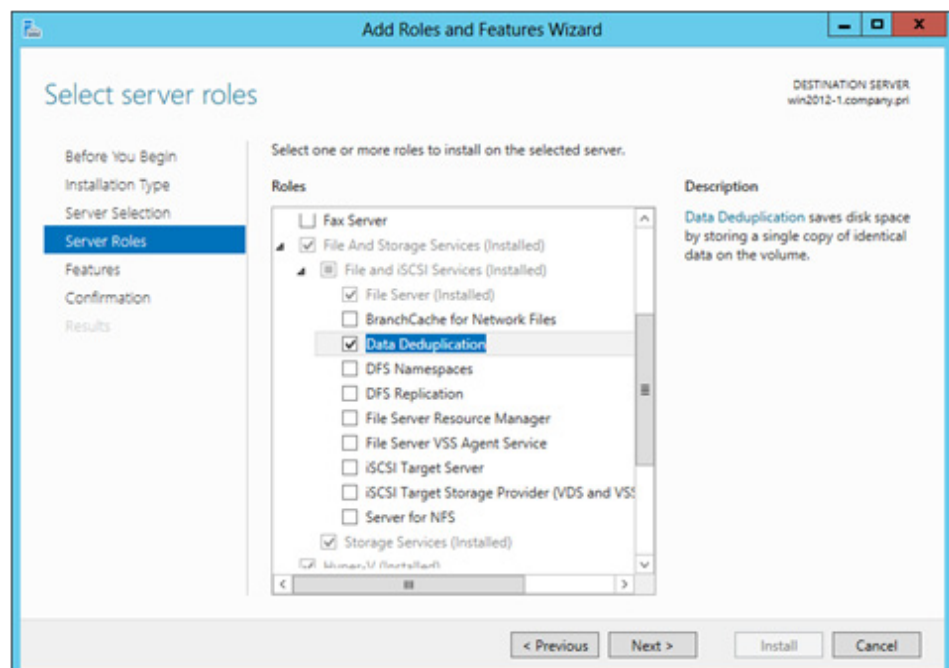 Add Roles and Features Wizard
Select server roles
DESTINATION SERVER
win2012-1.company.pri
Before You Begin
Installation Type
Server Selection
Server Roles
Features
Confirmation
Results
Select one or more roles to install on the selected server.
Roles
Fax Server
File And Storage Services (Installed)
File and iSCSI Services (Installed)
File Server (Installed)
BranchCache for Network Files
Data Deduplication
DFS Namespaces
DFS Replication
File Server Resource Manager
File Server VSS Agent Service
iSCSI Target Server
iSCSI Target Storage Provider (VDS and VSS
Server for NFS
Storage Services (Installed)
Hyper-V (Installed)
Description
Data Deduplication saves disk space
by storing a single copy of identical
data on the volume.
< Previous
Next >
Install
Cancel